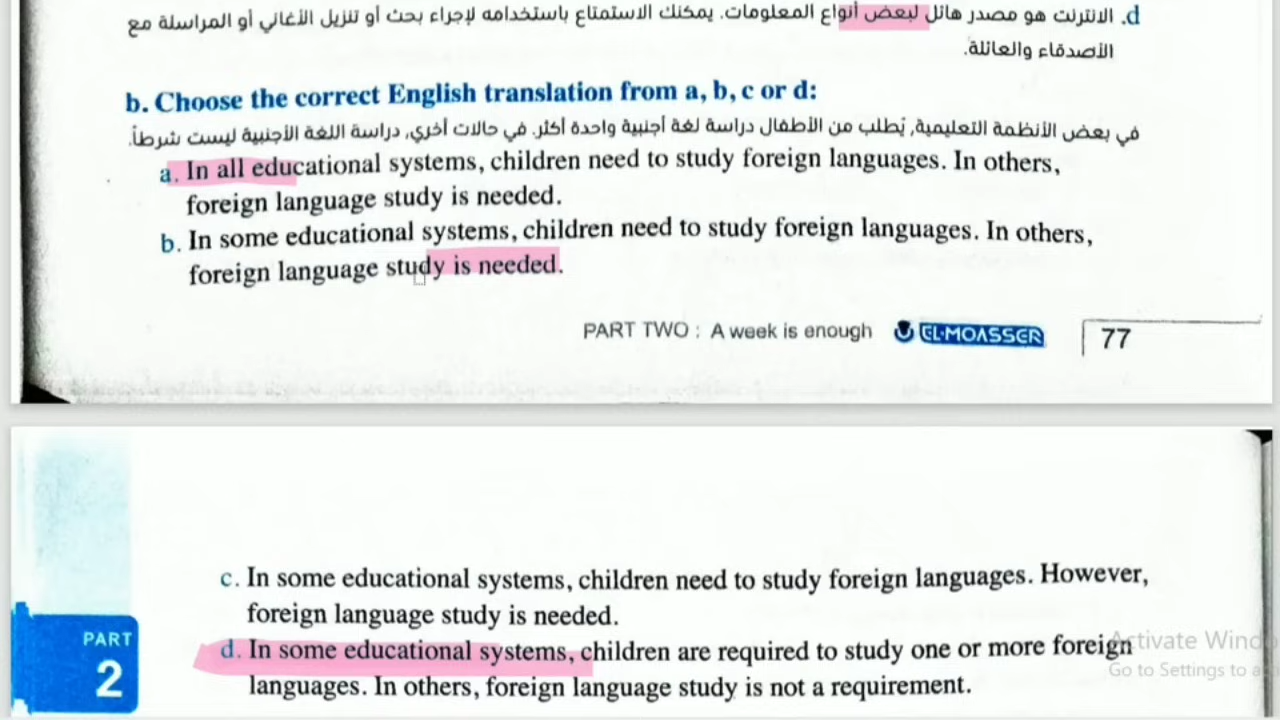 d. الانترنت هو مصدر هائل لبعض أنواع المعلومات. يمكنك الاستمتاع باستخدامه لإجراء بحث أو تنزيل الأغاني أو المراسلة مع
الأصدقاء والعائلة.
b. Choose the correct English translation from a, b, c or d:
في بعض الأنظمة التعليمية, يُطلب من الأطفال دراسة لغة أجنبية واحدة أكثر. في حالات أخري, دراسة اللغة الأجنبية ليست شرطاً.
a. In all educational systems, children need to study foreign languages. In others,
foreign language study is needed.
b. In some educational systems, children need to study foreign languages. In others,
foreign language study is needed.
PART TWO : A week is enough EL-MOASSER 77
c. In some educational systems, children need to study foreign languages. However,
foreign language study is needed.
PART
2
d. In some educational systems, children are required to study one or more foreign
languages. In others, foreign language study is not a requirement.
Activate Windo
Go to Settings to a